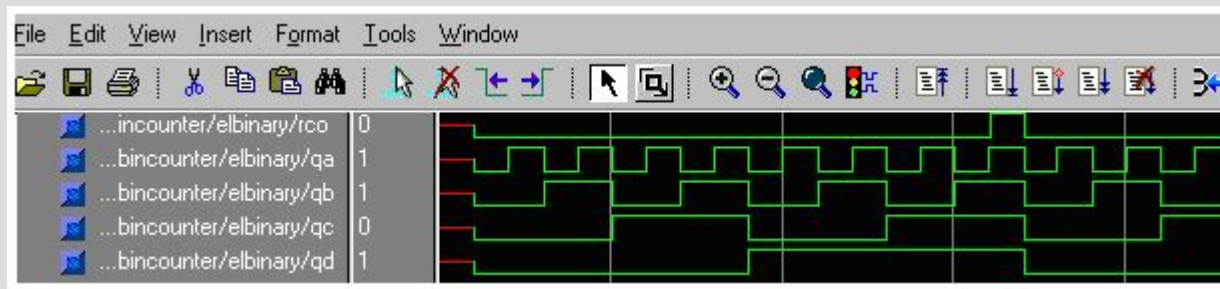 File Edit View Insert Format Tools Window
...incounter/elbinary/rco 0
...bincounter/elbinary/qa 1
...bincounter/elbinary/qb 1
...bincounter/elbinary/qc 0
...bincounter/elbinary/qd 1